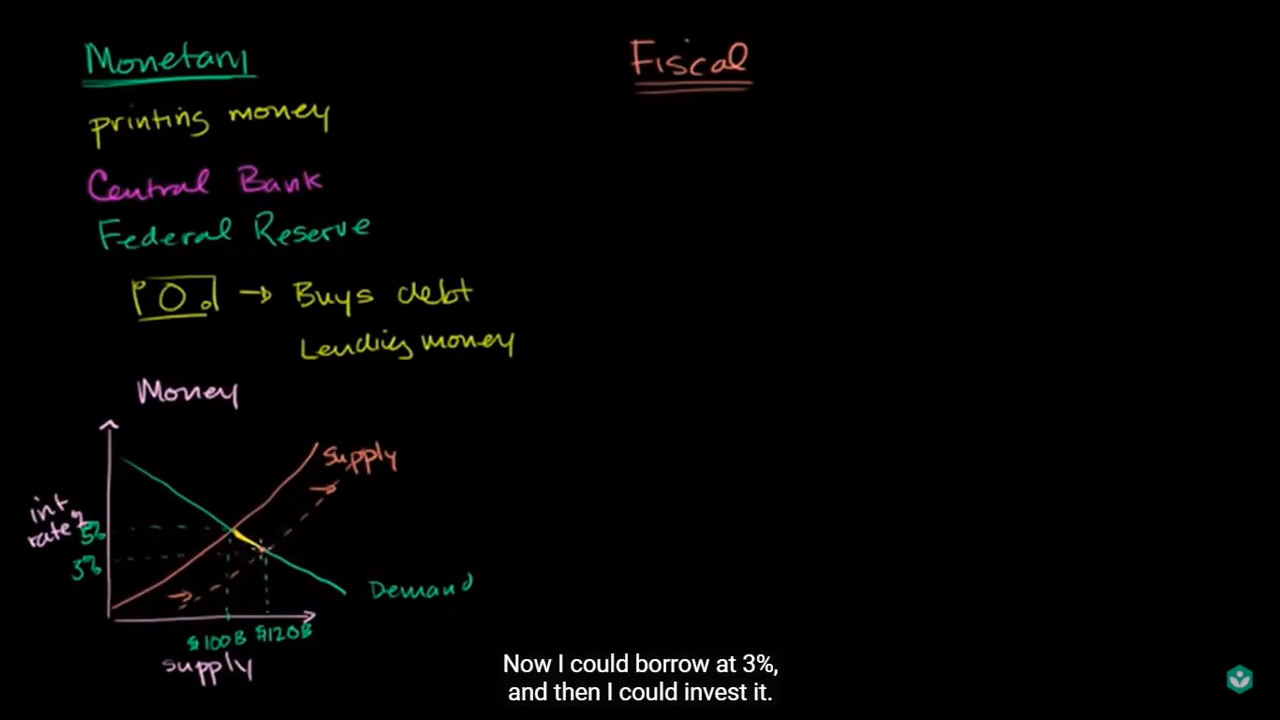 Monetary
Fiscal
printing money
Central Bank
Federal Reserve
→ Buys debt
Lending money
Money
Supply
int
rate
5%
3%
Demand
$100B $120B
supply
Now I could borrow at 3%,
and then I could invest it.